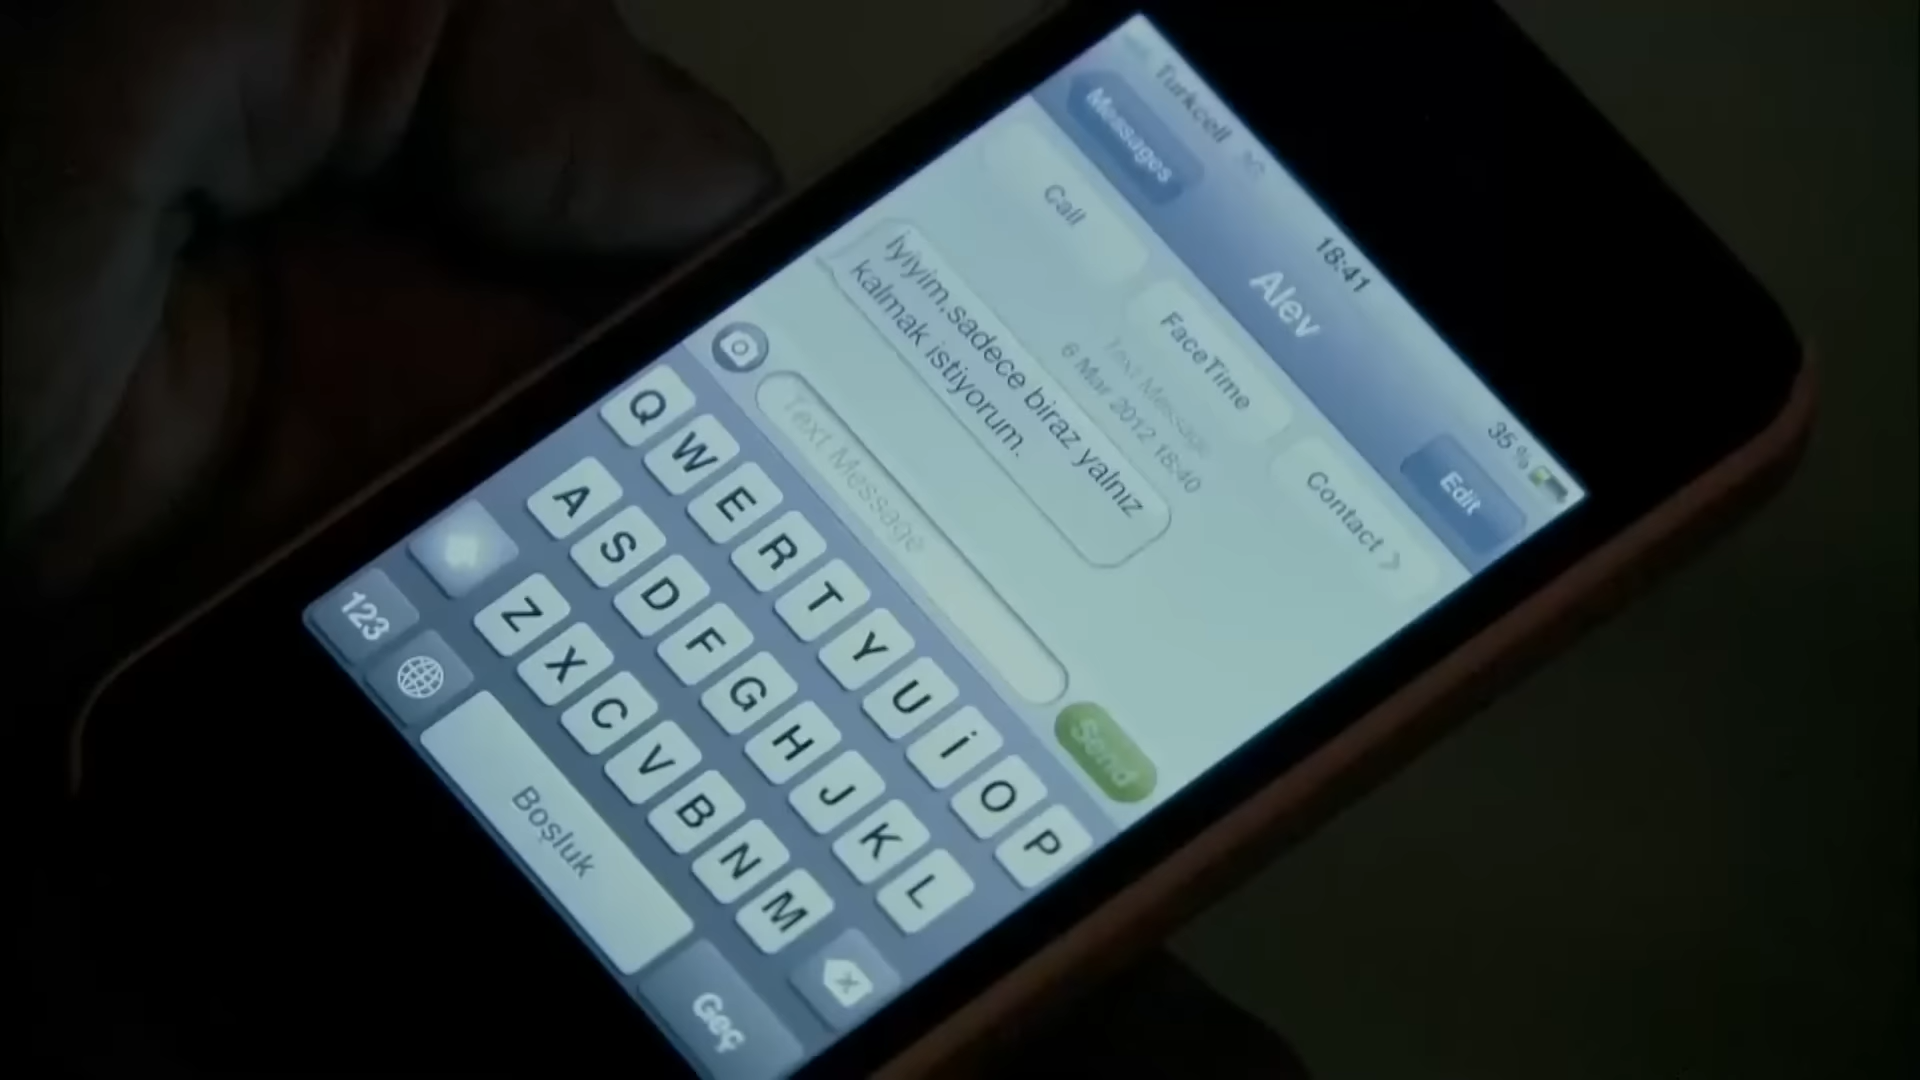 Turkcell 3G 18:41 35%
Messages Alev Edit
Call FaceTime Contact
Text Message
6 Mar 2012 18:40
İyiyim.sadece biraz yalnız
kalmak istiyorum.
Text Message Send
Q W E R T Y U İ O P
A S D F G H J K L
Z X C V B N M
123 Boşluk Geç